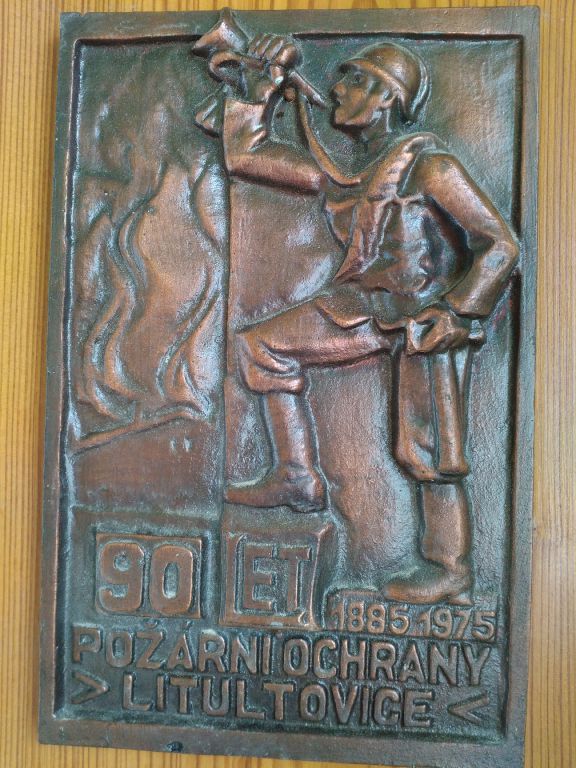 90 LET
1885 1975
POŽÁRNÍ OCHRANY
> LITULTOVICE <